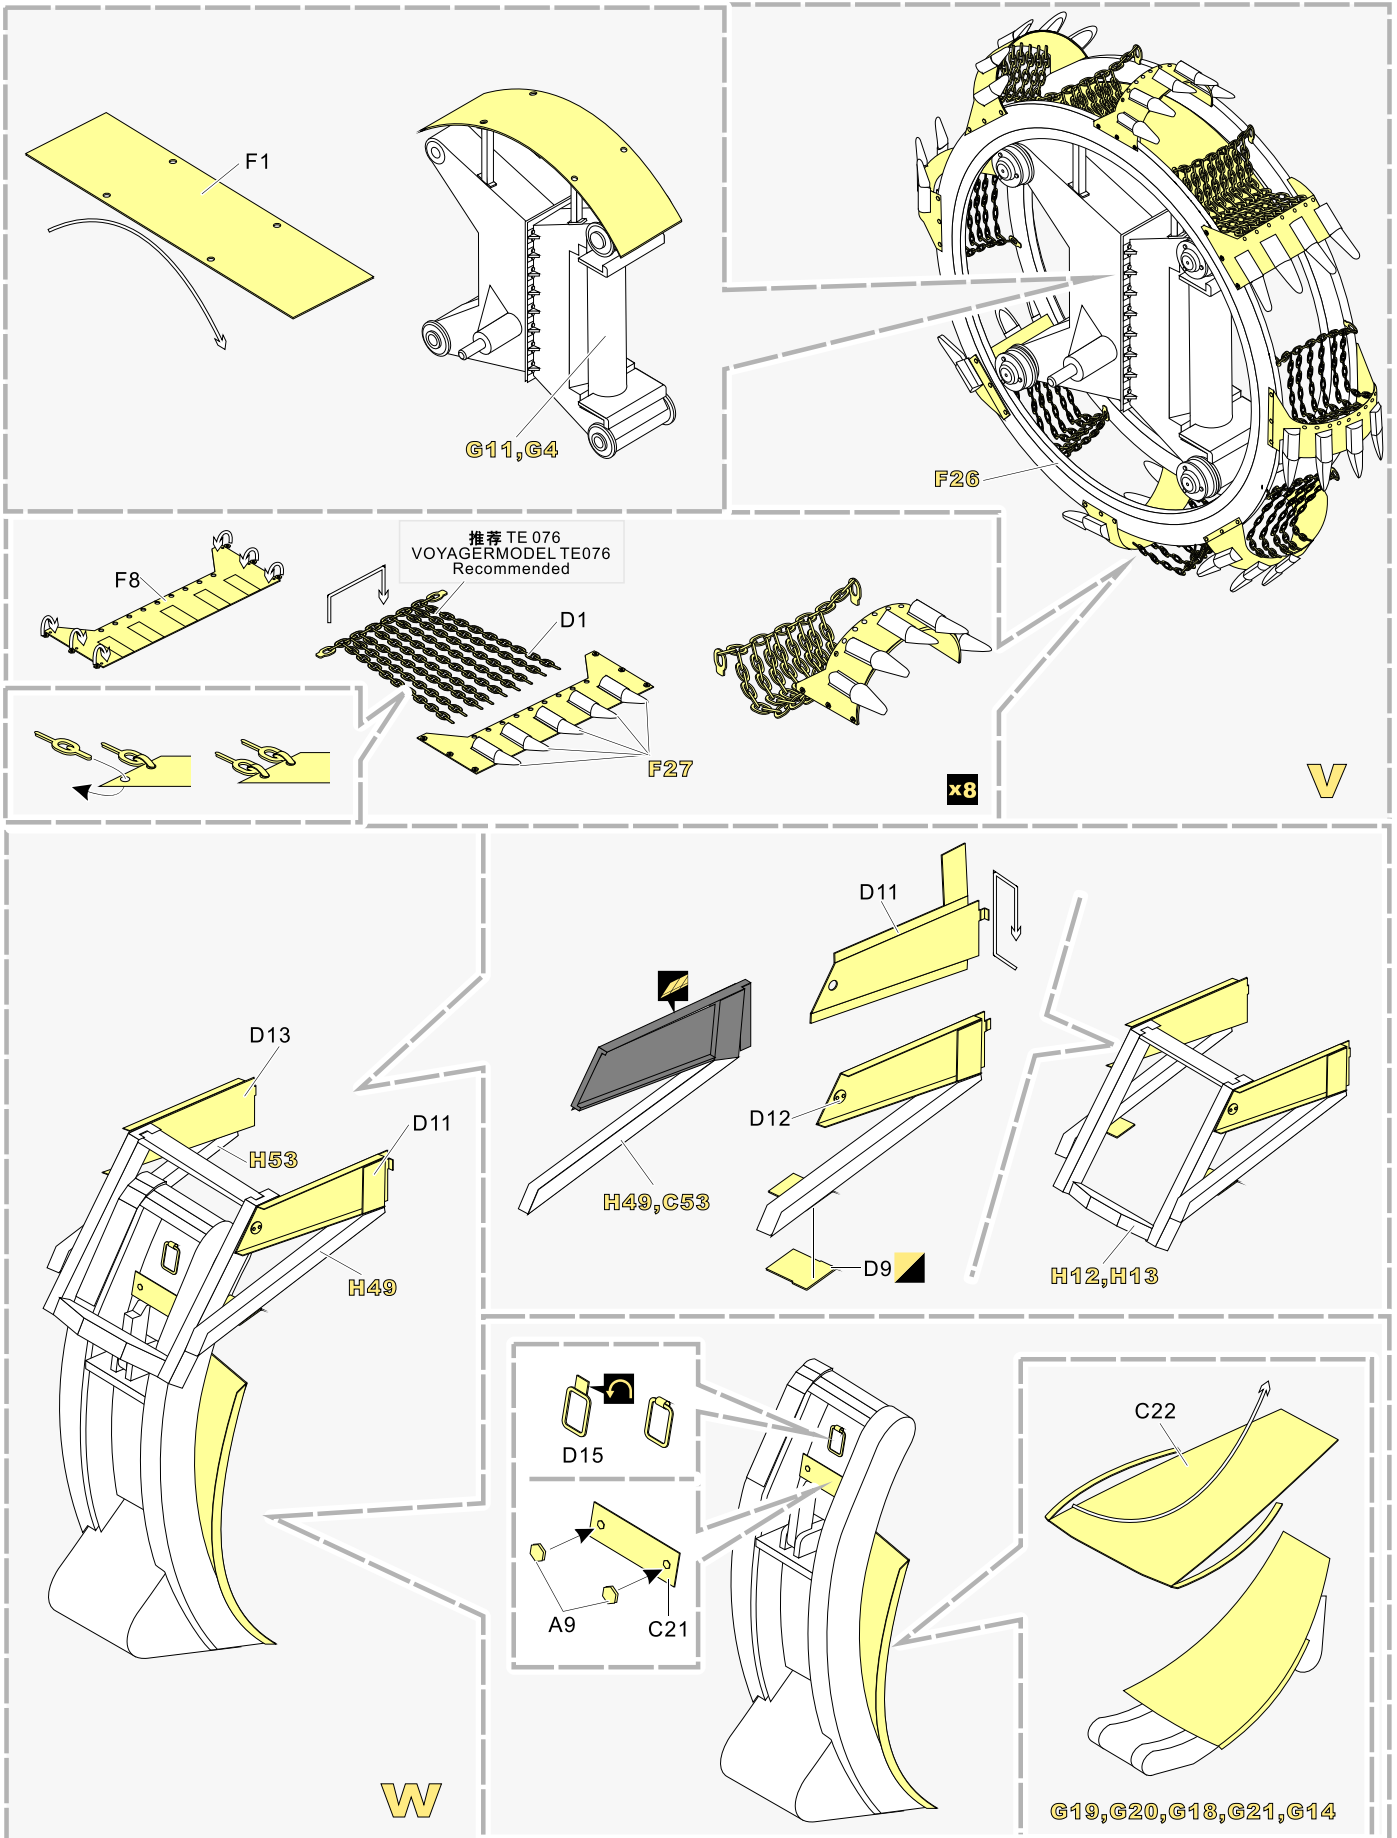 F1
G11,G4
F26
F8
推荐 TE 076
VOYAGERMODEL TE076
Recommended
D1
F27
x8
V
D11
D13
D11
D12
H53
H49,C53
H49
D9
H12,H13
C22
D15
A9
C21
W
G19,G20,G18,G21,G14